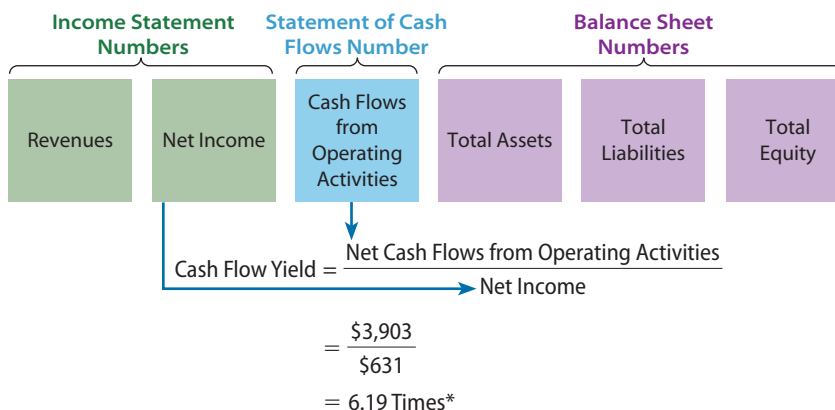 Income Statement
Numbers
Statement of Cash
Flows Number
Balance Sheet
Numbers
Revenues
Net Income
Cash Flows
from
Operating
Activities
Total Assets
Total
Liabilities
Total
Equity
Cash Flow Yield = Net Cash Flows from Operating Activities
Net Income
= $3,903
$631
= 6.19 Times*